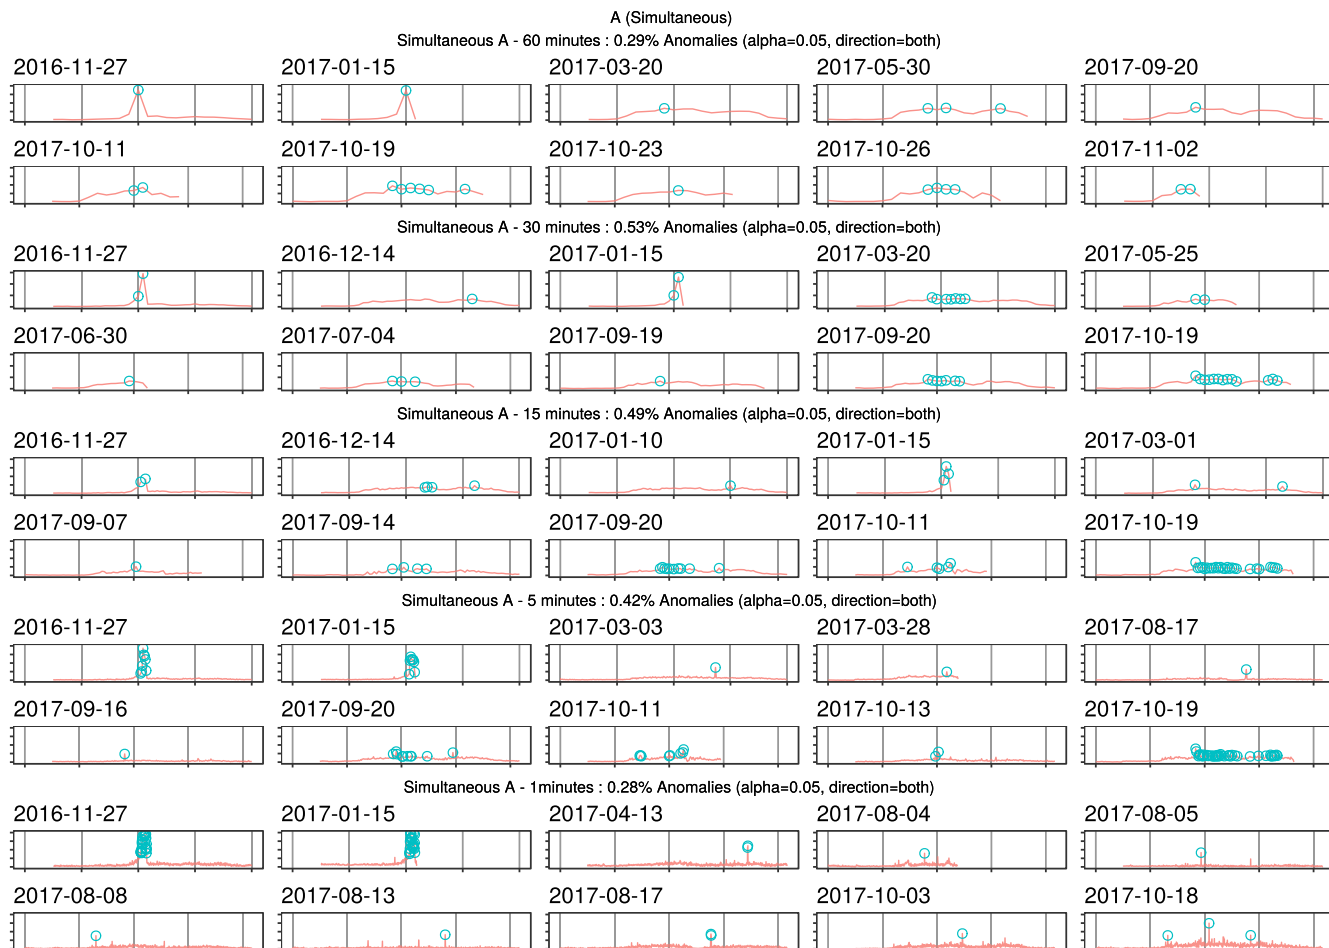 A (Simultaneous)
Simultaneous A - 60 minutes : 0.29% Anomalies (alpha=0.05, direction=both)
2016-11-27 2017-01-15 2017-03-20 2017-05-30 2017-09-20
2017-10-11 2017-10-19 2017-10-23 2017-10-26 2017-11-02
Simultaneous A - 30 minutes : 0.53% Anomalies (alpha=0.05, direction=both)
2016-11-27 2016-12-14 2017-01-15 2017-03-20 2017-05-25
2017-06-30 2017-07-04 2017-09-19 2017-09-20 2017-10-19
Simultaneous A - 15 minutes : 0.49% Anomalies (alpha=0.05, direction=both)
2016-11-27 2016-12-14 2017-01-10 2017-01-15 2017-03-01
2017-09-07 2017-09-14 2017-09-20 2017-10-11 2017-10-19
Simultaneous A - 5 minutes : 0.42% Anomalies (alpha=0.05, direction=both)
2016-11-27 2017-01-15 2017-03-03 2017-03-28 2017-08-17
2017-09-16 2017-09-20 2017-10-11 2017-10-13 2017-10-19
Simultaneous A - 1minutes : 0.28% Anomalies (alpha=0.05, direction=both)
2016-11-27 2017-01-15 2017-04-13 2017-08-04 2017-08-05
2017-08-08 2017-08-13 2017-08-17 2017-10-03 2017-10-18